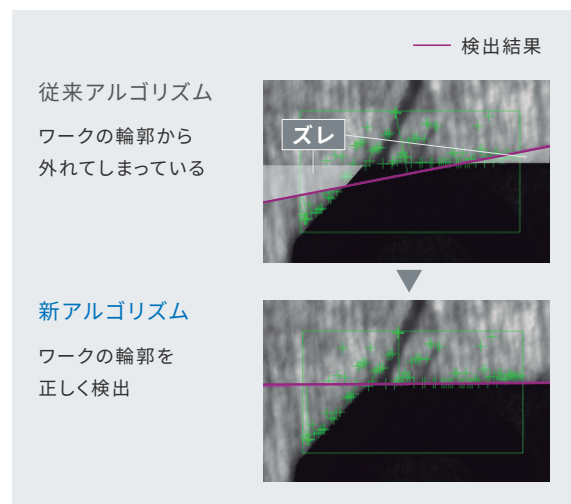 検出結果
従来アルゴリズム
ワークの輪郭から
外れてしまっている
ズレ
新アルゴリズム
ワークの輪郭を
正しく検出